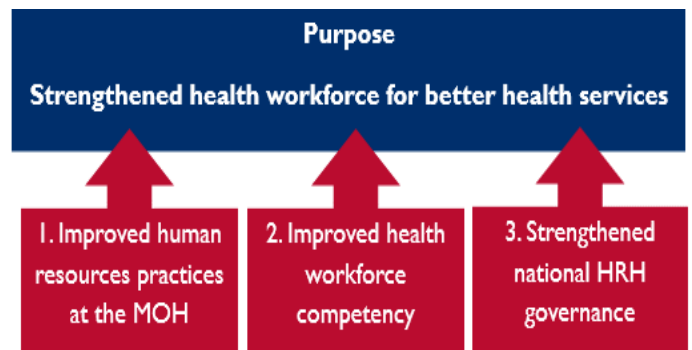 Purpose
Strengthened health workforce for better health services
1. Improved human
resources practices
at the MOH
2. Improved health
workforce
competency
3. Strengthened
national HRH
governance